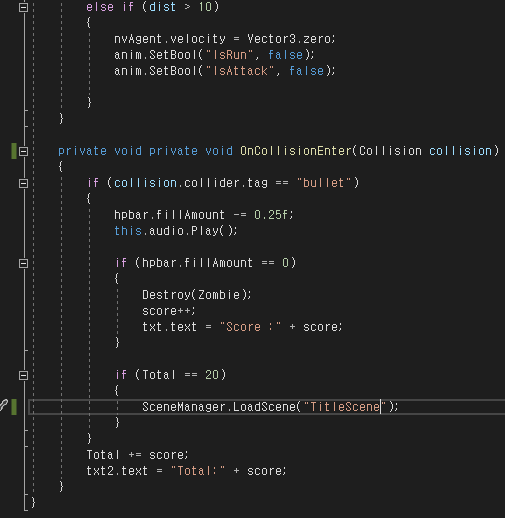 else if (dist > 10)
{
nvAgent.velocity = Vector3.zero;
anim.SetBool("IsRun", false);
anim.SetBool("IsAttack", false);
}
}
private void private void OnCollisionEnter(Collision collision)
{
if (collision.collider.tag == "bullet")
{
hpbar.fillAmount -= 0.25f;
this.audio.Play();
if (hpbar.fillAmount == 0)
{
Destroy(Zombie);
score++;
txt.text = "Score :" + score;
}
if (Total == 20)
{
SceneManager.LoadScene("TitleScene");
}
}
Total += score;
txt2.text = "Total:" + score;
}
}